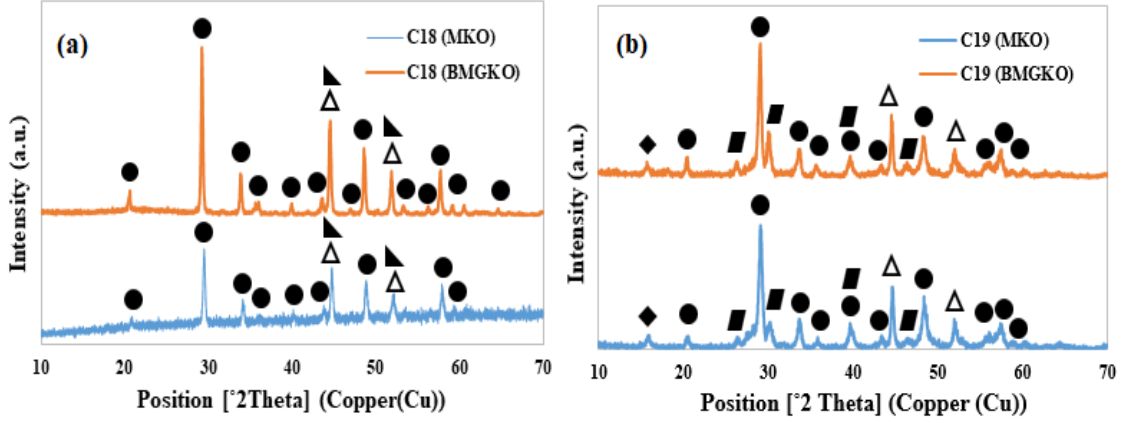 (a)
C18 (MKO)
C18 (BMGKO)
Intensity (a.u.)
10 20 30 40 50 60 70
Position [°2Theta] (Copper(Cu))
(b)
C19 (MKO)
C19 (BMGKO)
Intensity (a.u.)
10 20 30 40 50 60 70
Position [°2 Theta] (Copper (Cu))